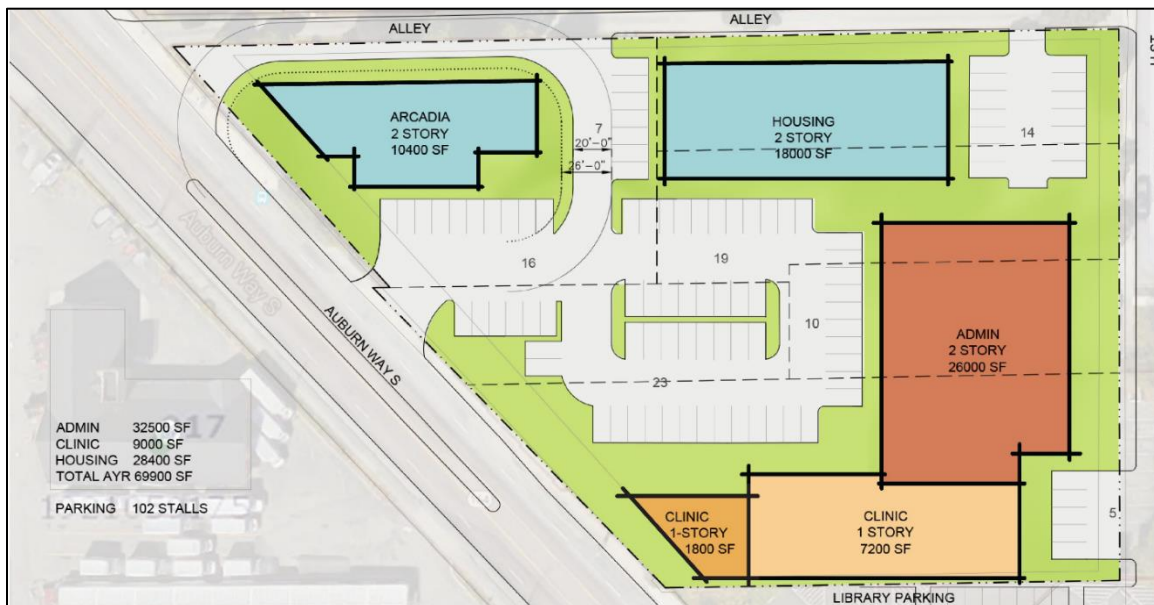 ALLEY
ALLEY
ARCADIA
2 STORY
10400 SF
7
20'-0"
26'-0"
HOUSING
2 STORY
18000 SF
14
Auburn Way S
AUBURN WAY S
16
19
10
23
ADMIN
2 STORY
26000 SF
ADMIN 32500 SF
CLINIC 9000 SF
HOUSING 28400 SF
TOTAL AYR 69900 SF
PARKING 102 STALLS
CLINIC
1-STORY
1800 SF
CLINIC
1 STORY
7200 SF
5
LIBRARY PARKING